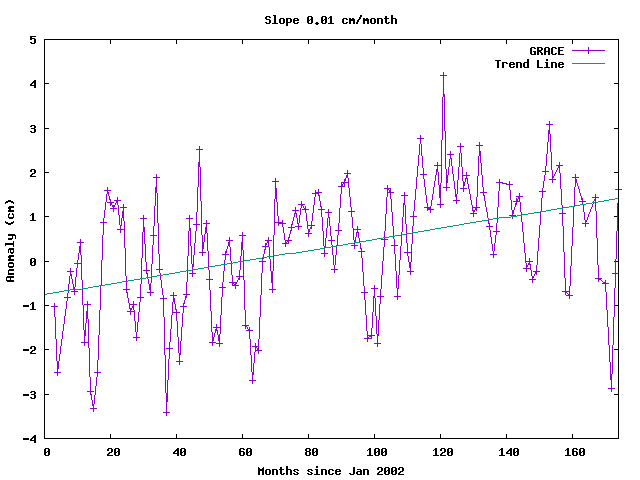 Slope 0.01 cm/month
GRACE
Trend Line
Anomaly (cm)
5
4
3
2
1
0
-1
-2
-3
-4
0 20 40 60 80 100 120 140 160
Months since Jan 2002